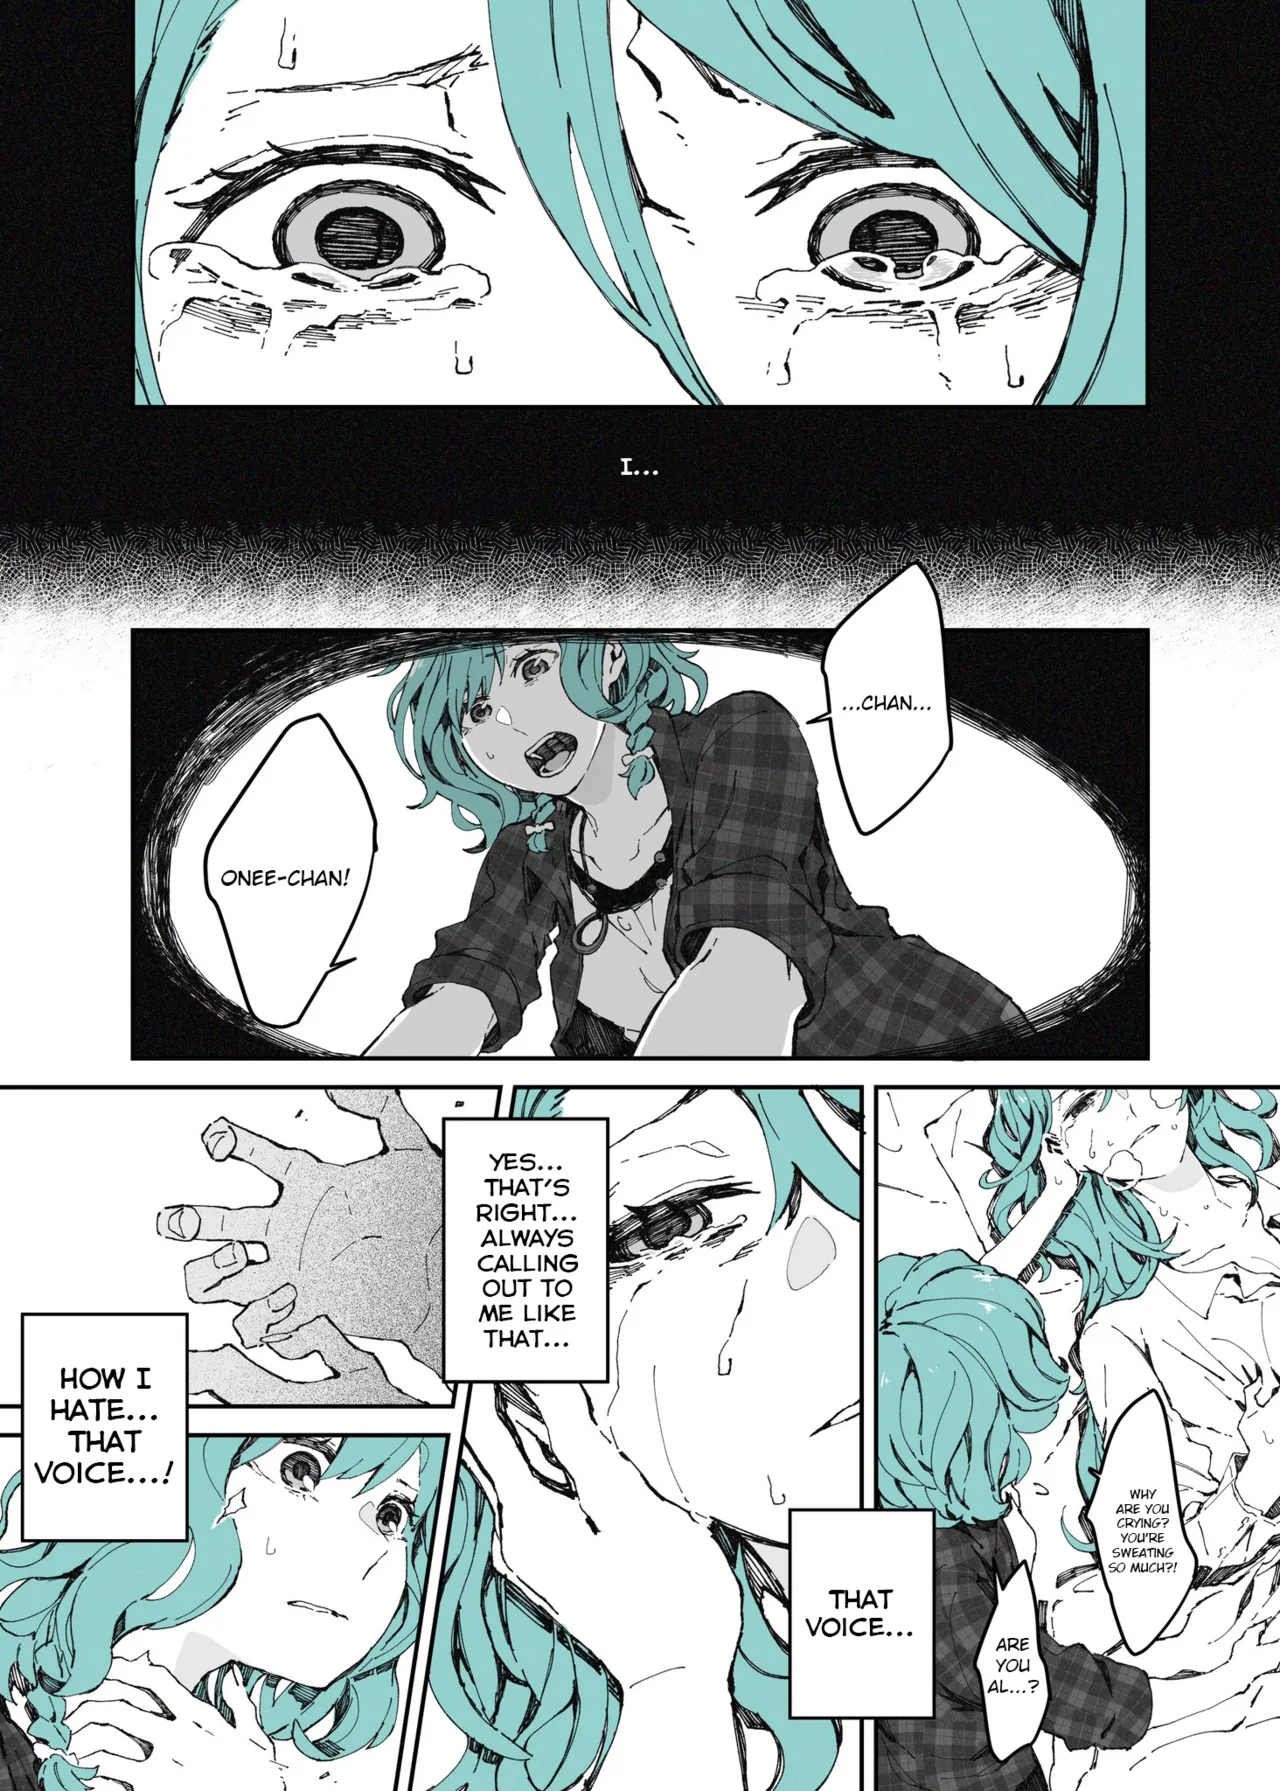 I...
...CHAN...
ONEE-CHAN!
WHY
ARE YOU
CRYING?
YOU'RE
SWEATING
SO MUCH?!
ARE
YOU
AL...?
THAT
VOICE...
YES...
THAT'S
RIGHT...
ALWAYS
CALLING
OUT TO
ME LIKE
THAT...
HOW I
HATE...
THAT
VOICE...!